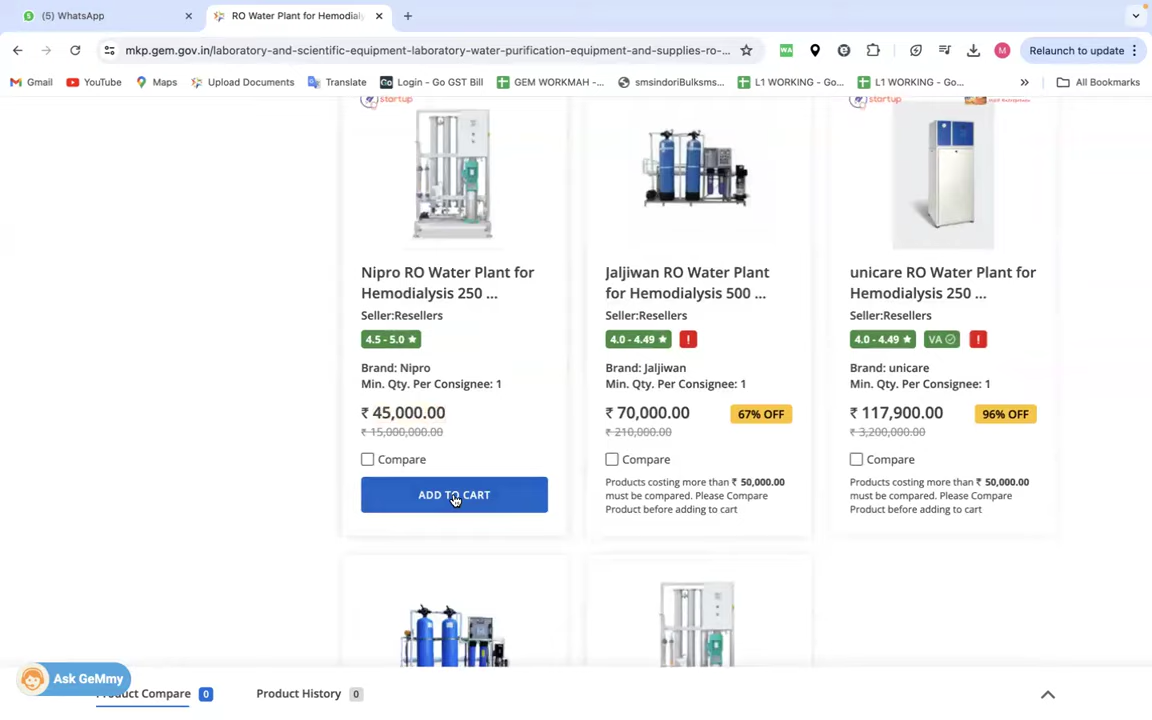 (5) WhatsApp
RO Water Plant for Hemodialy
mkp.gem.gov.in/laboratory-and-scientific-equipment-laboratory-water-purification-equipment-and-supplies-ro-...
WA
M
Relaunch to update
Gmail
YouTube
Maps
Upload Documents
Translate
Login - Go GST Bill
GEM WORKMAH -...
smsindoriBulksms...
L1 WORKING - Go...
L1 WORKING - Go...
All Bookmarks
startup
startup
Nipro RO Water Plant for
Hemodialysis 250 ...
Seller:Resellers
4.5 - 5.0
Brand: Nipro
Min. Qty. Per Consignee: 1
₹ 45,000.00
₹ 15,000,000.00
Compare
ADD TO CART
Jaljiwan RO Water Plant
for Hemodialysis 500 ...
Seller:Resellers
4.0 - 4.49
!
Brand: Jaljiwan
Min. Qty. Per Consignee: 1
₹ 70,000.00
67% OFF
₹ 210,000.00
Compare
Products costing more than ₹ 50,000.00
must be compared. Please Compare
Product before adding to cart
unicare RO Water Plant for
Hemodialysis 250 ...
Seller:Resellers
4.0 - 4.49
VA
!
Brand: unicare
Min. Qty. Per Consignee: 1
₹ 117,900.00
96% OFF
₹ 3,200,000.00
Compare
Products costing more than ₹ 50,000.00
must be compared. Please Compare
Product before adding to cart
Ask GeMmy
duct Compare 0
Product History 0